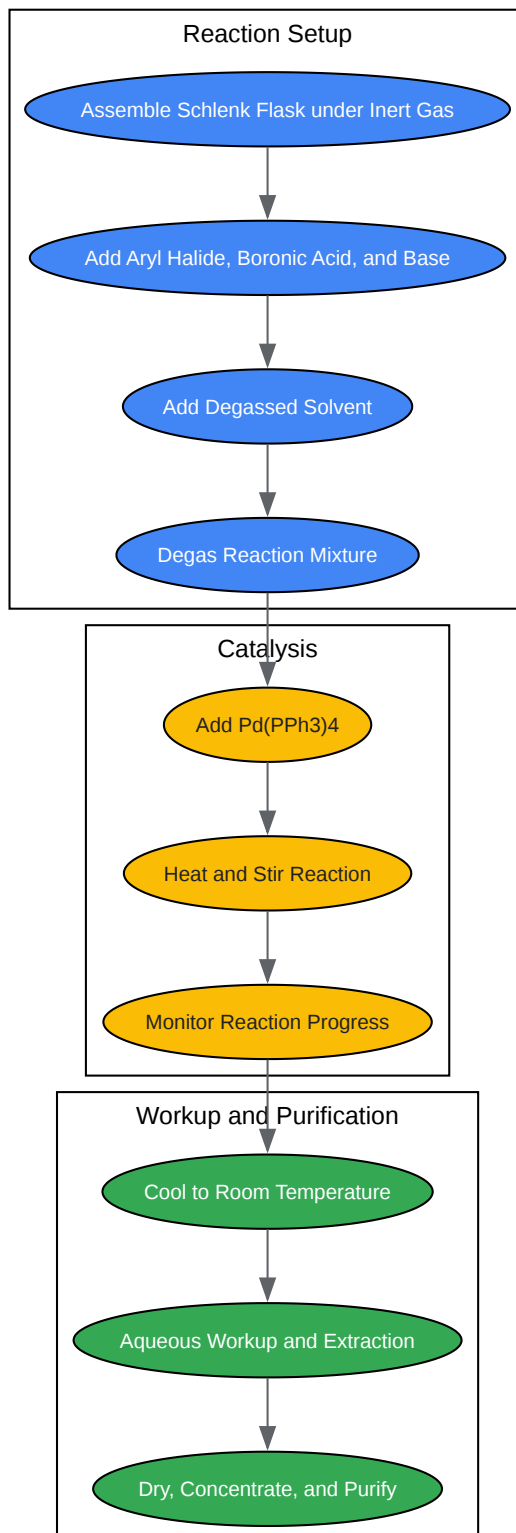 Reaction Setup
Assemble Schlenk Flask under Inert Gas
Add Aryl Halide, Boronic Acid, and Base
Add Degassed Solvent
Degas Reaction Mixture
Catalysis
Add Pd(PPh3)4
Heat and Stir Reaction
Monitor Reaction Progress
Workup and Purification
Cool to Room Temperature
Aqueous Workup and Extraction
Dry, Concentrate, and Purify